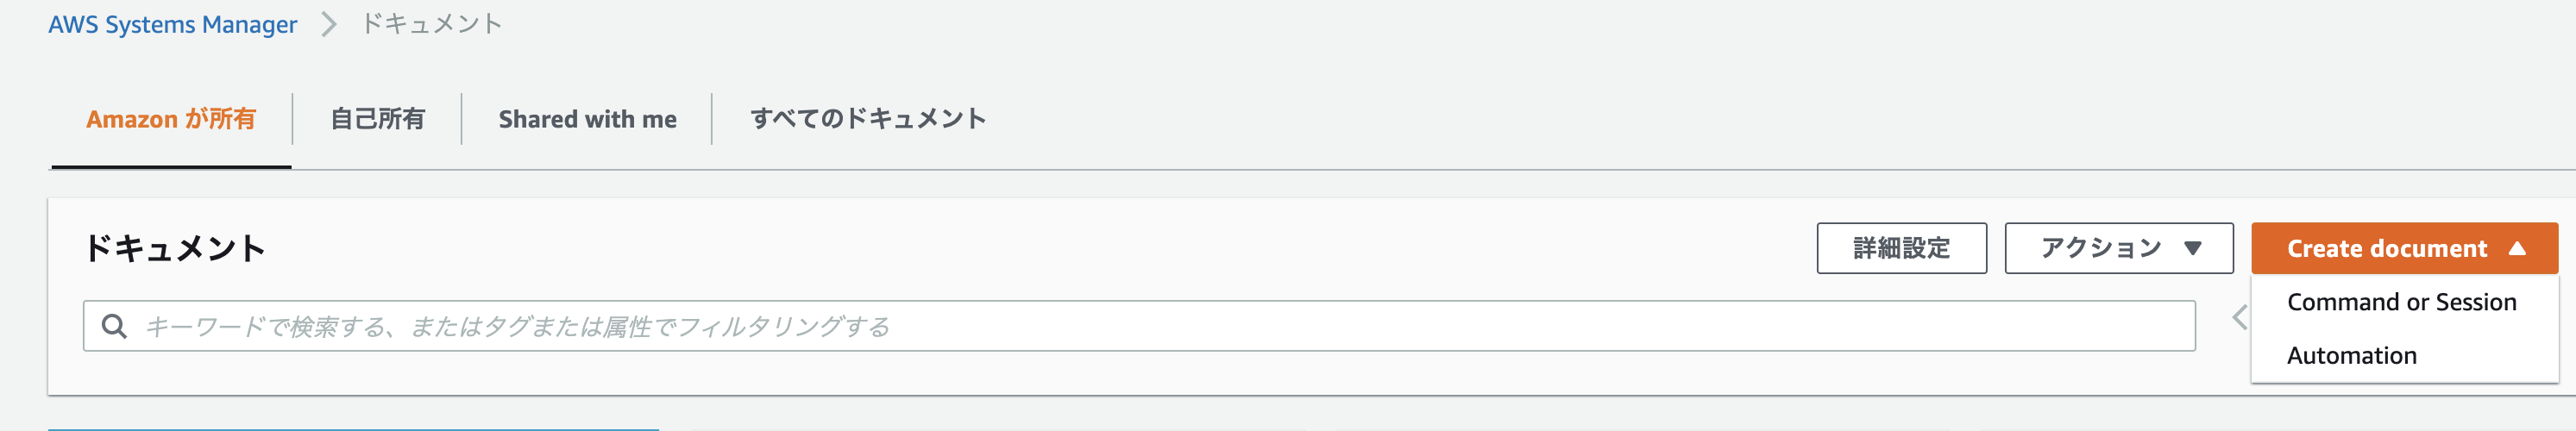 AWS Systems Manager > ドキュメント
Amazon が所有 自己所有 Shared with me すべてのドキュメント
ドキュメント 詳細設定 アクション ▼ Create document ▲
キーワードで検索する、またはタグまたは属性でフィルタリングする
Command or Session
Automation